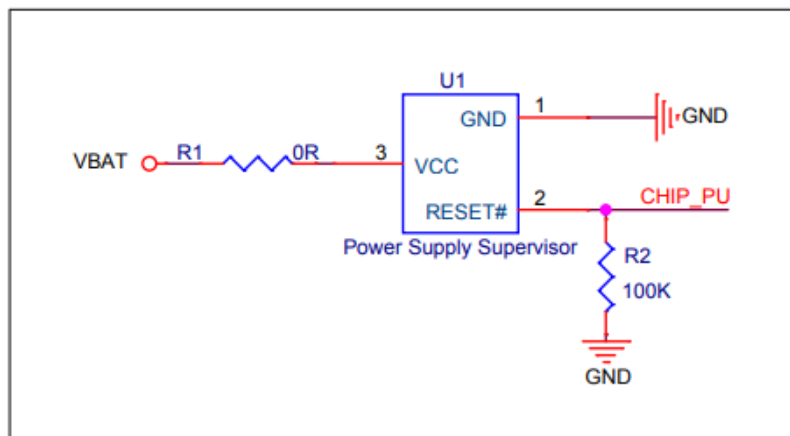 U1
GND 1 GND
VBAT R1 0R 3 VCC
RESET# 2 CHIP_PU
Power Supply Supervisor
R2
100K
GND